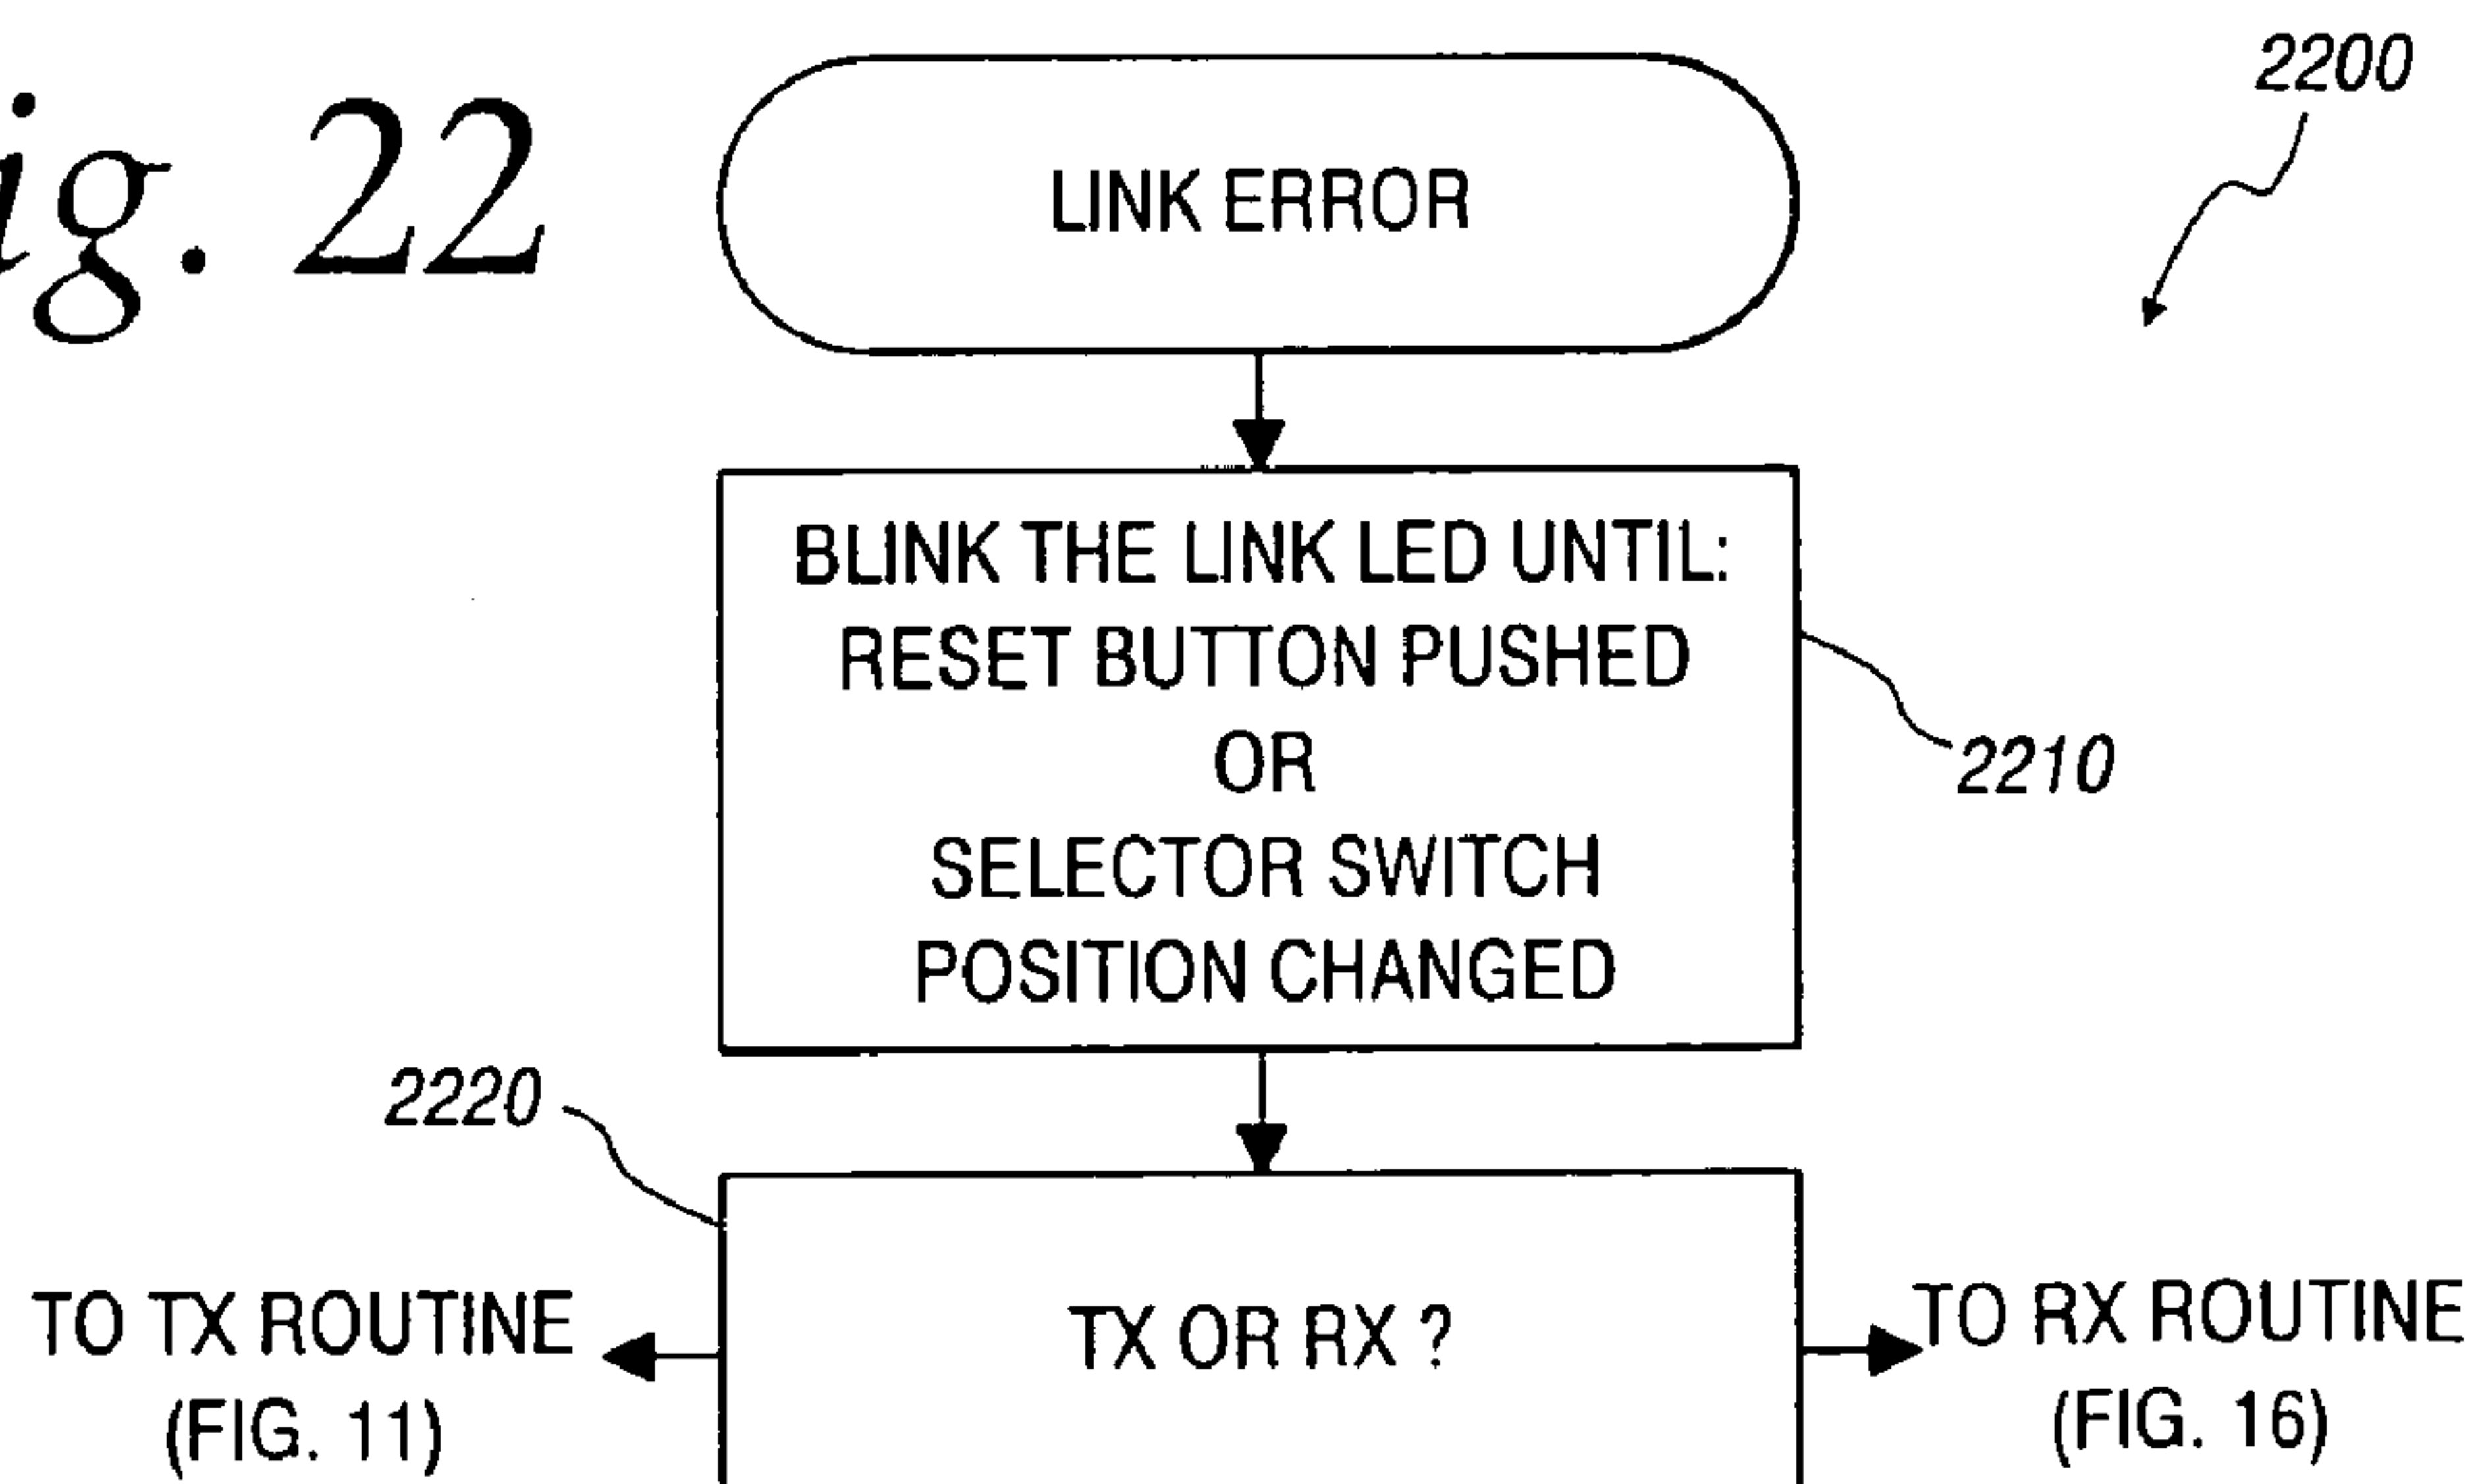 ig. 22
2200
LINK ERROR
BLINK THE LINK LED UNTIL:
RESET BUTTON PUSHED
OR
SELECTOR SWITCH
POSITION CHANGED
2210
2220
TO TX ROUTINE
(FIG. 11)
TX OR RX ?
TO RX ROUTINE
(FIG. 16)